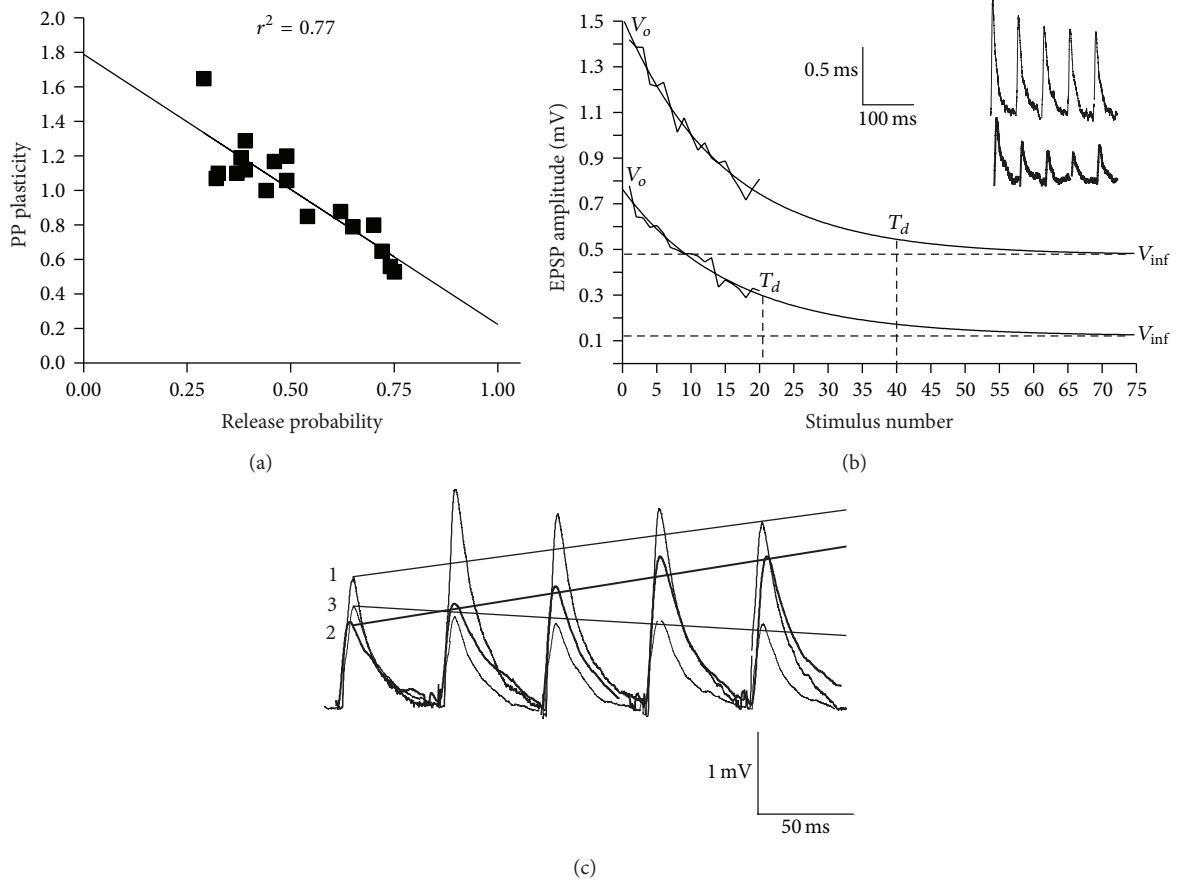 r² = 0.77
2.0
1.8
1.6
1.4
1.2
1.0
0.8
0.6
0.4
0.2
0.0
PP plasticity
0.00 0.25 0.50 0.75 1.00
Release probability
(a)
1.5
1.3
1.1
0.9
0.7
0.5
0.3
0.1
EPSP amplitude (mV)
Vo
Vo
Td
Td
Vinf
Vinf
0.5 ms
100 ms
0 5 10 15 20 25 30 35 40 45 50 55 60 65 70 75
Stimulus number
(b)
1
3
2
1 mV
50 ms
(c)